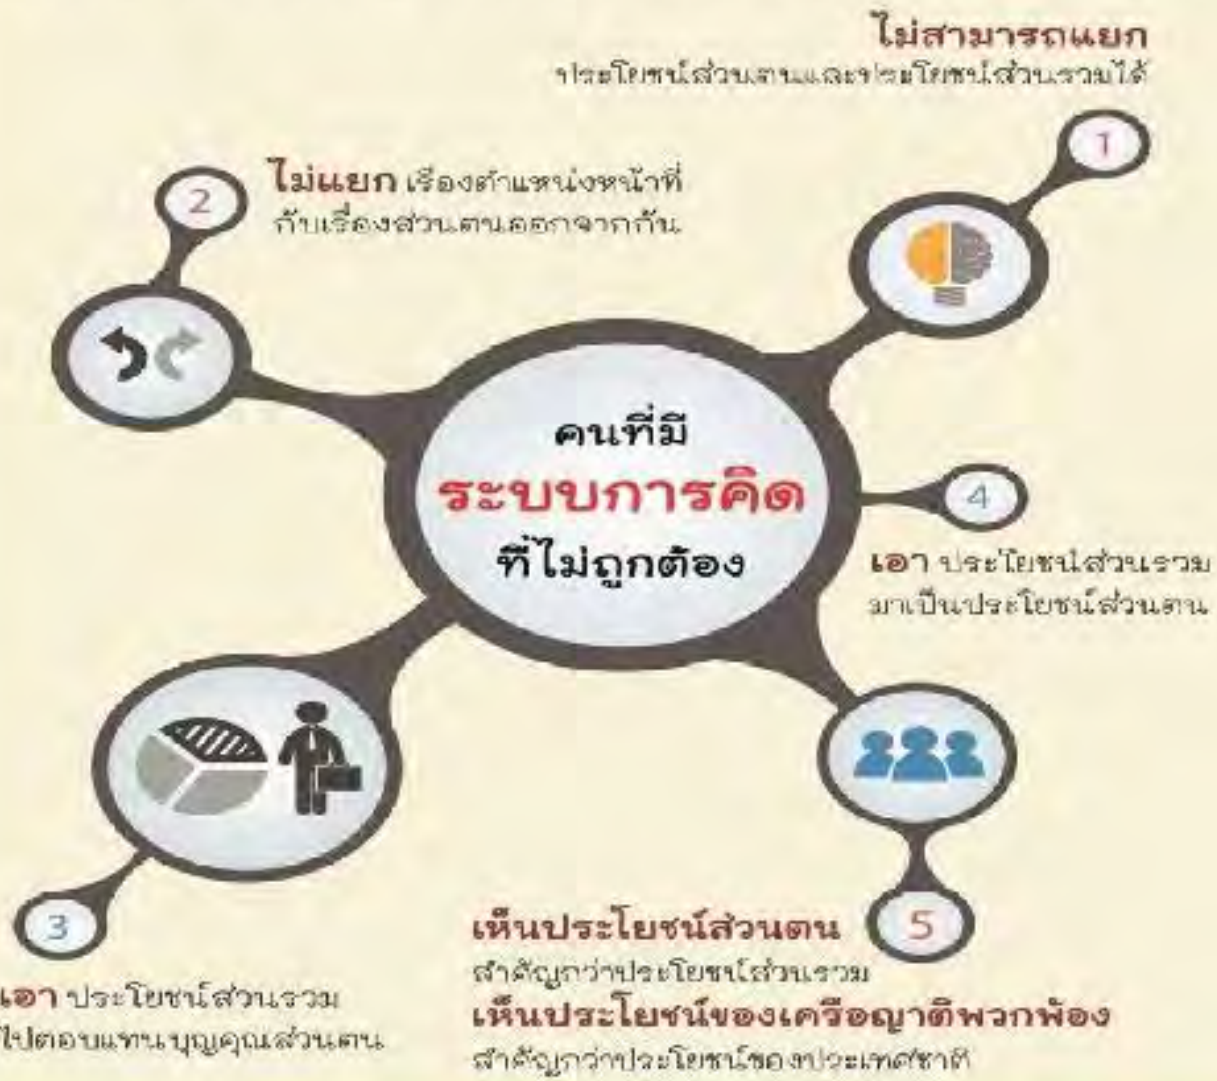 ไม่สามารถแยก
ประโยชน์ส่วนตนและประโยชน์ส่วนรวมได้
1
2
ไม่แยก เรื่องตำแหน่งหน้าที่
กับเรื่องส่วนตนออกจากกัน
คนที่มี
ระบบการคิด
ที่ไม่ถูกต้อง
4
เอา ประโยชน์ส่วนรวม
มาเป็นประโยชน์ส่วนตน
3
เอา ประโยชน์ส่วนรวม
ไปตอบแทนบุญคุณส่วนตน
5
เห็นประโยชน์ส่วนตน
สำคัญกว่าประโยชน์ส่วนรวม
เห็นประโยชน์ของเครือญาติพวกพ้อง
สำคัญกว่าประโยชน์ของประเทศชาติ